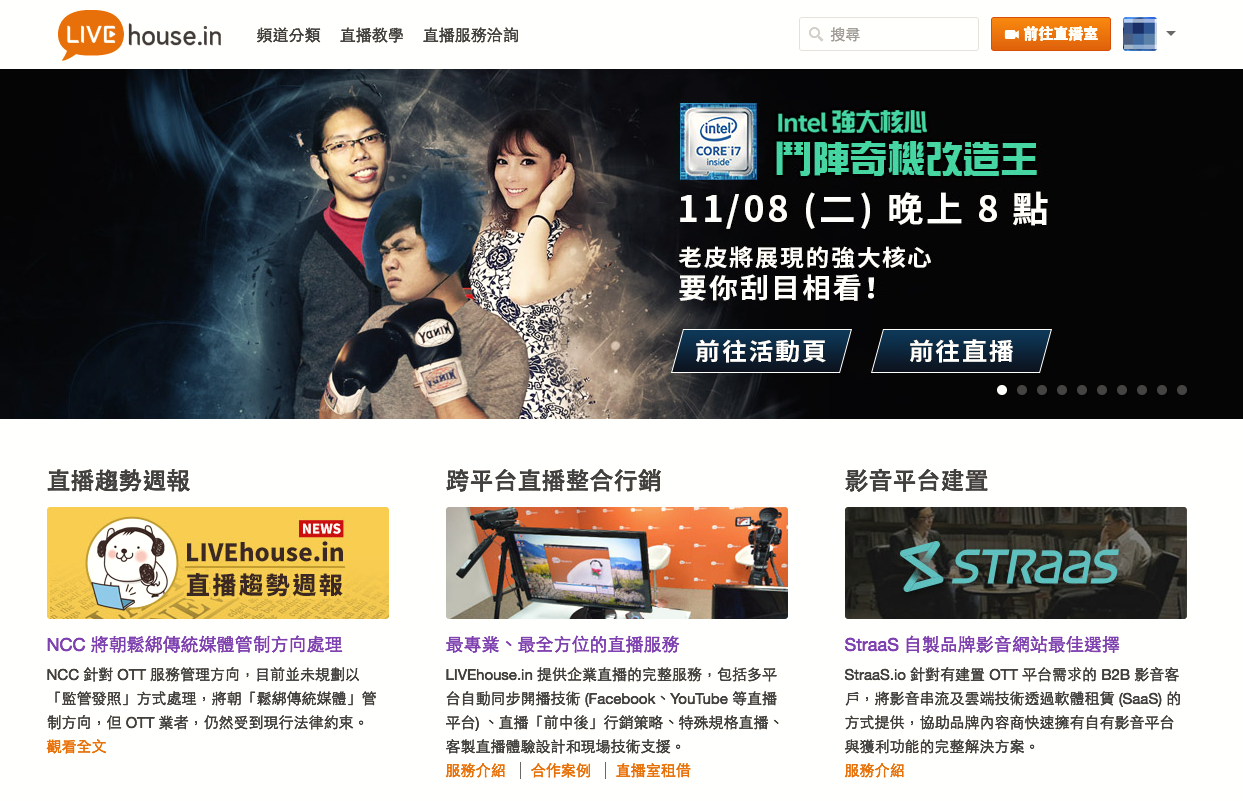 LIVE house.in
頻道分類 直播教學 直播服務洽詢
搜尋
前往直播室
intel
CORE i7
inside
Intel 強大核心
鬥陣奇機改造王
11/08 (二) 晚上 8 點
老皮將展現的強大核心
要你刮目相看!
前往活動頁 前往直播
WINDY
WINDY
直播趨勢週報
NEWS
LIVEhouse.in
直播趨勢週報
NCC 將朝鬆綁傳統媒體管制方向處理
NCC 針對 OTT 服務管理方向，目前並未規劃以
「監管發照」方式處理，將朝「鬆綁傳統媒體」管
制方向，但 OTT 業者，仍然受到現行法律約束。
觀看全文
跨平台直播整合行銷
最專業、最全方位的直播服務
LIVEhouse.in 提供企業直播的完整服務，包括多平
台自動同步開播技術 (Facebook、YouTube 等直播
平台) 、直播「前中後」行銷策略、特殊規格直播、
客製直播體驗設計和現場技術支援。
服務介紹 | 合作案例 | 直播室租借
影音平台建置
STRaaS
StraaS 自製品牌影音網站最佳選擇
StraaS.io 針對有建置 OTT 平台需求的 B2B 影音客
戶，將影音串流及雲端技術透過軟體租賃 (SaaS) 的
方式提供，協助品牌內容商快速擁有自有影音平台
與獲利功能的完整解決方案。
服務介紹